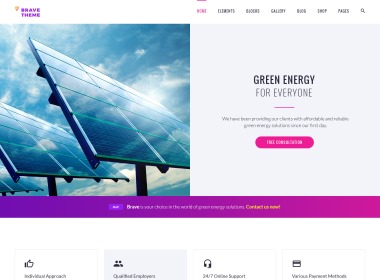 BRAVE
THEME
HOME ELEMENTS BLOCKS GALLERY BLOG SHOP PAGES
GREEN ENERGY
FOR EVERYONE
We have been providing our clients with affordable and reliable
green energy solutions since our first day.
FREE CONSULTATION
Brave is your choice in the world of green energy solutions. Contact us now!
Individual Approach
Qualified Employers
24/7 Online Support
Various Payment Methods